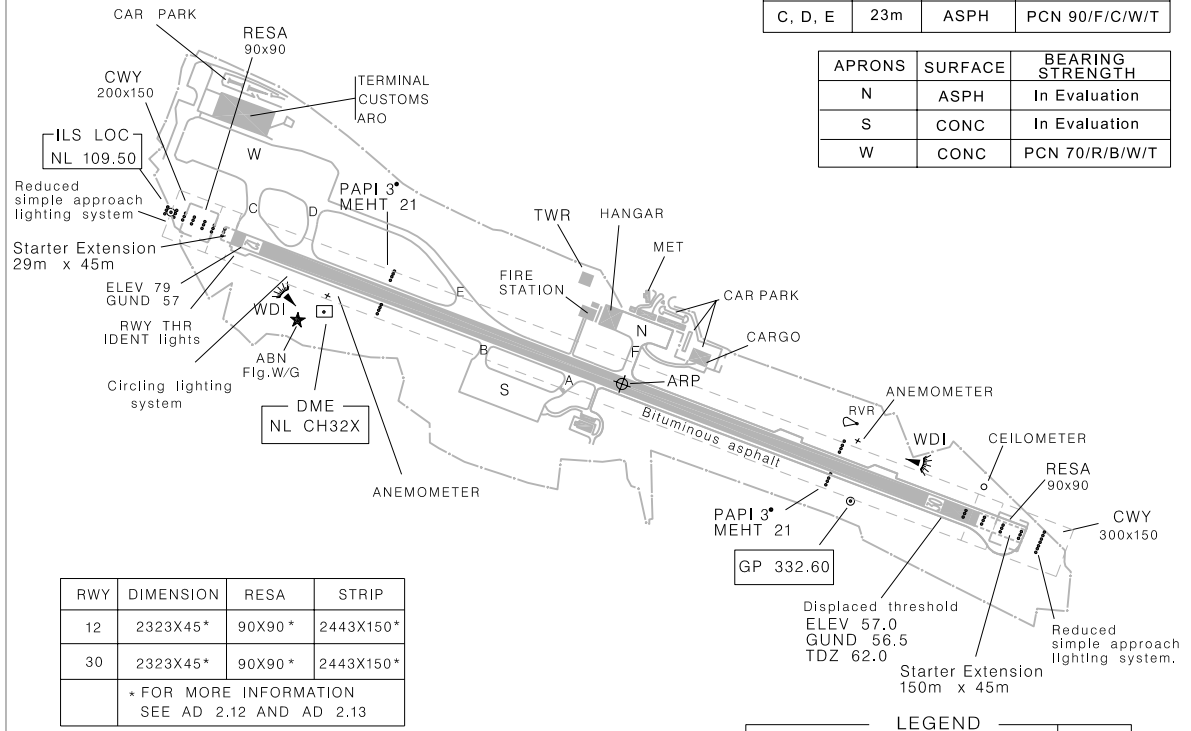 CAR PARK
RESA
90x90
CWY
200x150
TERMINAL
CUSTOMS
ARO
ILS LOC
NL 109.50
W
Reduced
simple approach
lighting system
Starter Extension
29m x 45m
C
D
PAPI 3°
MEHT 21
ELEV 79
GUND 57
RWY THR
IDENT lights
WDI
ABN
Flg.W/G
Circling lighting
system
DME
NL CH32X
ANEMOMETER
E
TWR
HANGAR
MET
FIRE
STATION
CAR PARK
N
F
CARGO
B
A
S
ARP
Bituminous asphalt
ANEMOMETER
RVR
WDI
CEILOMETER
RESA
90x90
CWY
300x150
PAPI 3°
MEHT 21
GP 332.60
Displaced threshold
ELEV 57.0
GUND 56.5
TDZ 62.0
Starter Extension
150m x 45m
Reduced
simple approach
lighting system.
C, D, E 23m ASPH PCN 90/F/C/W/T
APRONS SURFACE BEARING STRENGTH
N ASPH In Evaluation
S CONC In Evaluation
W CONC PCN 70/R/B/W/T
RWY DIMENSION RESA STRIP
12 2323X45* 90X90* 2443X150*
30 2323X45* 90X90* 2443X150*
* FOR MORE INFORMATION
SEE AD 2.12 AND AD 2.13
LEGEND